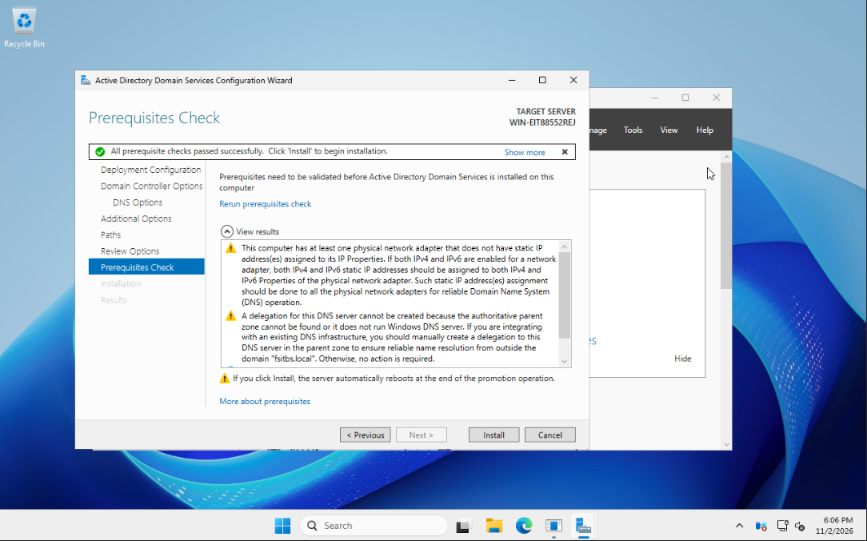 Recycle Bin
Active Directory Domain Services Configuration Wizard
Prerequisites Check
TARGET SERVER
WIN-EIT88552REJ
All prerequisite checks passed successfully. Click 'Install' to begin installation.
Show more
Deployment Configuration
Domain Controller Options
DNS Options
Additional Options
Paths
Review Options
Prerequisites Check
Installation
Results
Prerequisites need to be validated before Active Directory Domain Services is installed on this
computer
Rerun prerequisites check
View results
This computer has at least one physical network adapter that does not have static IP
address(es) assigned to its IP Properties. If both IPv4 and IPv6 are enabled for a network
adapter, both IPv4 and IPv6 static IP addresses should be assigned to both IPv4 and
IPv6 Properties of the physical network adapter. Such static IP address(es) assignment
should be done to all the physical network adapters for reliable Domain Name System
(DNS) operation.
A delegation for this DNS server cannot be created because the authoritative parent
zone cannot be found or it does not run Windows DNS server. If you are integrating
with an existing DNS infrastructure, you should manually create a delegation to this
DNS server in the parent zone to ensure reliable name resolution from outside the
domain "fsitbs.local". Otherwise, no action is required.
If you click Install, the server automatically reboots at the end of the promotion operation.
More about prerequisites
< Previous
Next >
Install
Cancel
nage
Tools
View
Help
es
Hide
Search
6:06 PM
11/2/2026